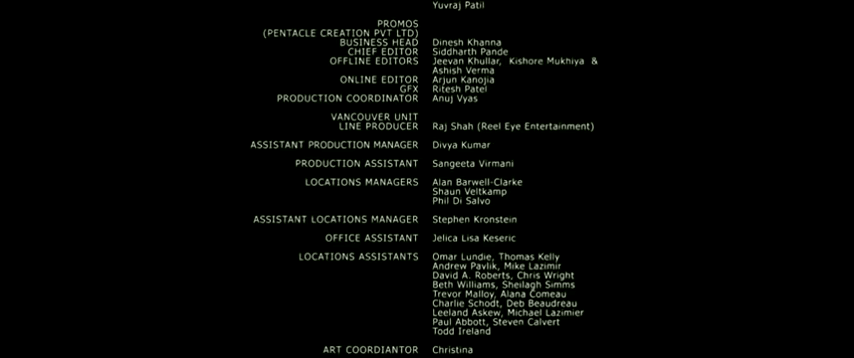 Yuvraj Patil
PROMOS
(PENTACLE CREATION PVT LTD)
BUSINESS HEAD Dinesh Khanna
CHIEF EDITOR Siddharth Pande
OFFLINE EDITORS Jeevan Khullar, Kishore Mukhiya &
Ashish Verma
ONLINE EDITOR Arjun Kanojia
GFX Ritesh Patel
PRODUCTION COORDINATOR Anuj Vyas
VANCOUVER UNIT
LINE PRODUCER Raj Shah (Reel Eye Entertainment)
ASSISTANT PRODUCTION MANAGER Divya Kumar
PRODUCTION ASSISTANT Sangeeta Virmani
LOCATIONS MANAGERS Alan Barwell-Clarke
Shaun Veltkamp
Phil Di Salvo
ASSISTANT LOCATIONS MANAGER Stephen Kronstein
OFFICE ASSISTANT Jelica Lisa Keseric
LOCATIONS ASSISTANTS Omar Lundie, Thomas Kelly
Andrew Pavlik, Mike Lazimir
David A. Roberts, Chris Wright
Beth Williams, Sheilagh Simms
Trevor Malloy, Alana Comeau
Charlie Schodt, Deb Beaudreau
Leeland Askew, Michael Lazimier
Paul Abbott, Steven Calvert
Todd Ireland
ART COORDIANTOR Christina